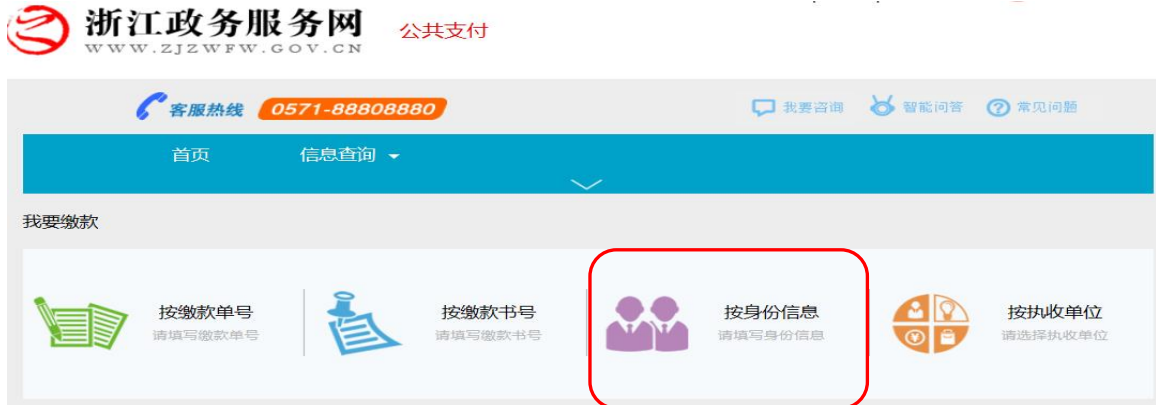 浙江政务服务网 公共支付
WWW.ZJZWFW.GOV.CN
客服热线 0571-88808880 我要咨询 智能问答 常见问题
首页 信息查询
我要缴款
按缴款单号 按缴款书号 按身份信息 按执收单位
请填写缴款单号 请填写缴款书号 请填写身份信息 请选择执收单位